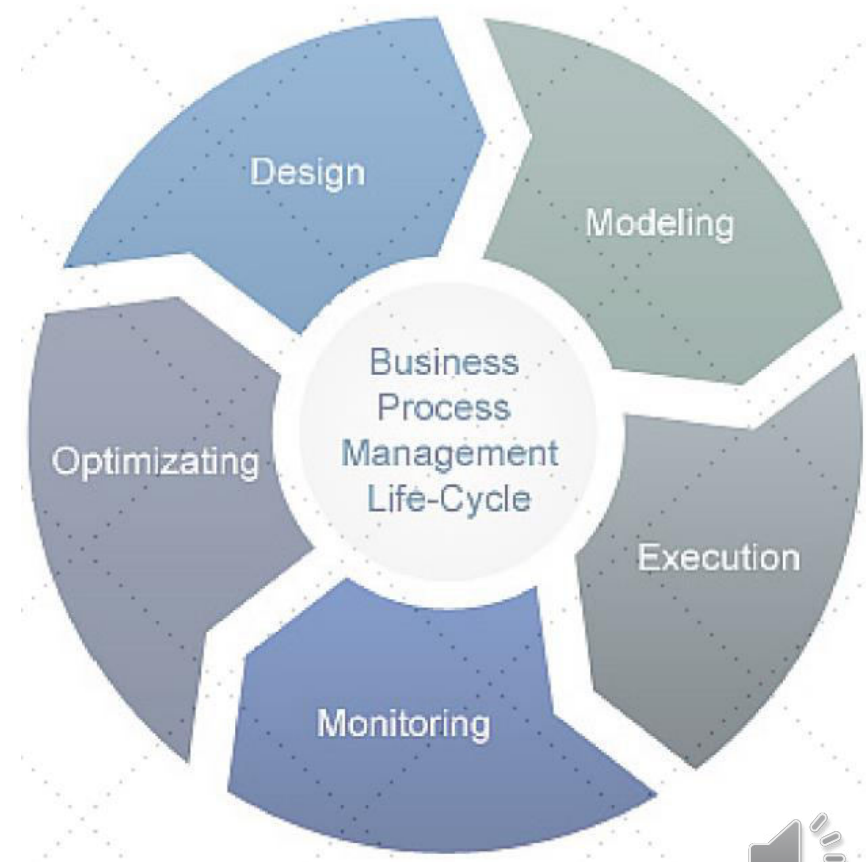 Design
Modeling
Business
Process
Management
Life-Cycle
Optimizating
Execution
Monitoring